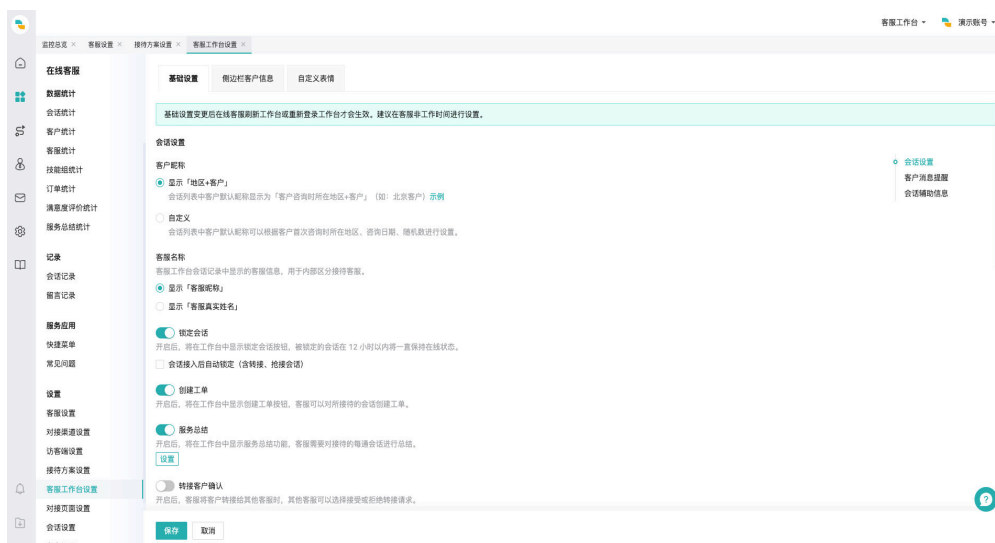 客服工作台
演示账号
监控总览 ×
客服设置 ×
接待方案设置 ×
客服工作台设置 ×
在线客服
数据统计
会话统计
客户统计
客服统计
技能组统计
订单统计
满意度评价统计
服务总结统计
记录
会话记录
留言记录
服务应用
快捷菜单
常见问题
设置
客服设置
对接渠道设置
访客端设置
接待方案设置
客服工作台设置
对接页面设置
会话设置
基础设置
侧边栏客户信息
自定义表情
基础设置变更后在线客服刷新工作台或重新登录工作台才会生效。建议在客服非工作时间进行设置。
会话设置
客户昵称
显示「地区+客户」
会话列表中客户默认昵称显示为「客户咨询时所在地区+客户」（如：北京客户）示例
自定义
会话列表中客户默认昵称可以根据客户首次咨询时所在地区、咨询日期、随机数进行设置。
客服名称
客服工作台会话记录中显示的客服信息，用于内部区分接待客服。
显示「客服昵称」
显示「客服真实姓名」
锁定会话
开启后，将在工作台中显示锁定会话按钮，被锁定的会话在 12 小时以内将一直保持在线状态。
会话接入后自动锁定（含转接、抢接会话）
创建工单
开启后，将在工作台中显示创建工单按钮，客服可以对所接待的会话创建工单。
服务总结
开启后，将在工作台中显示服务总结功能，客服需要对接待的每通会话进行总结。
设置
转接客户确认
开启后，客服将客户转接给其他客服时，其他客服可以选择接受或拒绝转接请求。
保存
取消
会话设置
客户消息提醒
会话辅助信息